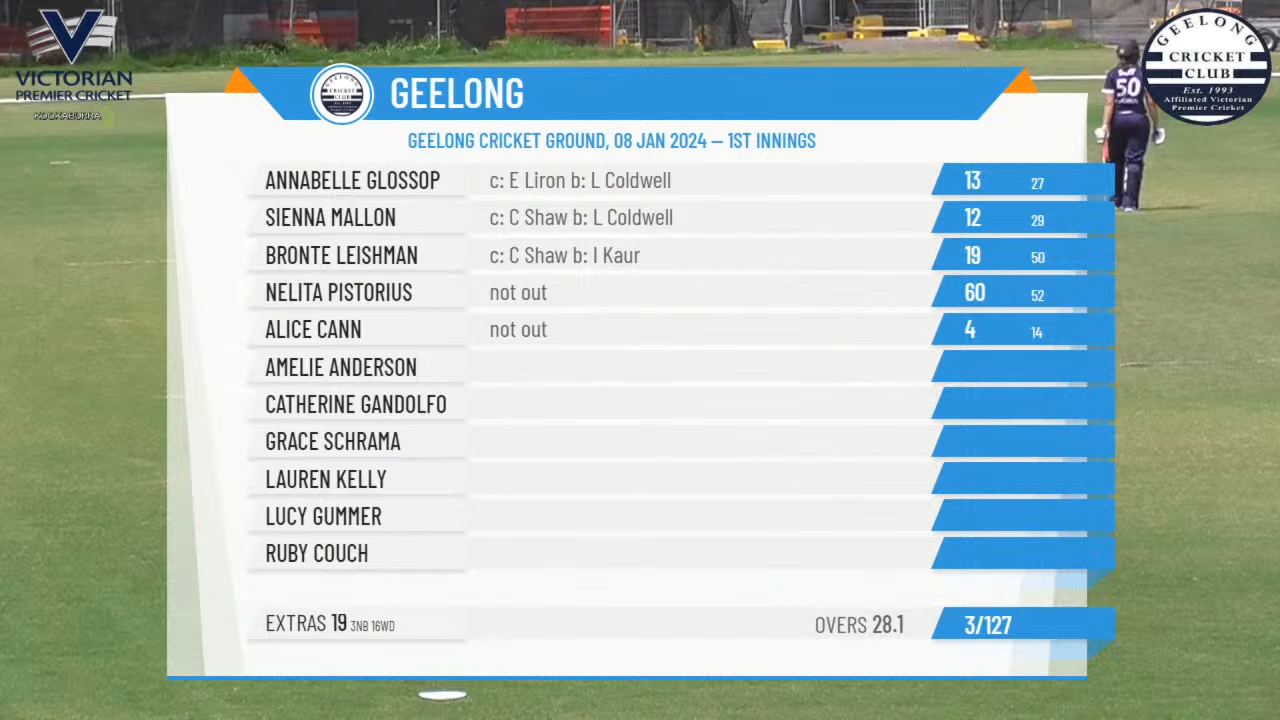 VICTORIAN
PREMIER CRICKET
KOOKABURRA
GEELONG
CRICKET
CLUB
Est. 1993
Affiliated Victorian
Premier Cricket
50
GEELONG
GEELONG CRICKET GROUND, 08 JAN 2024 – 1ST INNINGS
ANNABELLE GLOSSOP c: E Liron b: L Coldwell 13 27
SIENNA MALLON c: C Shaw b: L Coldwell 12 29
BRONTE LEISHMAN c: C Shaw b: I Kaur 19 50
NELITA PISTORIUS not out 60 52
ALICE CANN not out 4 14
AMELIE ANDERSON
CATHERINE GANDOLFO
GRACE SCHRAMA
LAUREN KELLY
LUCY GUMMER
RUBY COUCH
EXTRAS 19 3NB 16WD OVERS 28.1 3/127